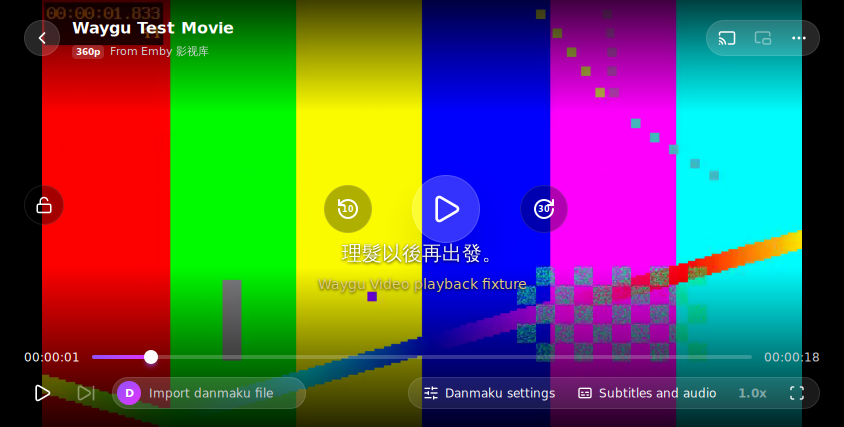 00:00:01.833
Waygu Test Movie
360p From Emby 影视库
10
30
理髮以後再出發。
Waygu Video playback fixture
00:00:01
00:00:18
D Import danmaku file
Danmaku settings
Subtitles and audio
1.0x